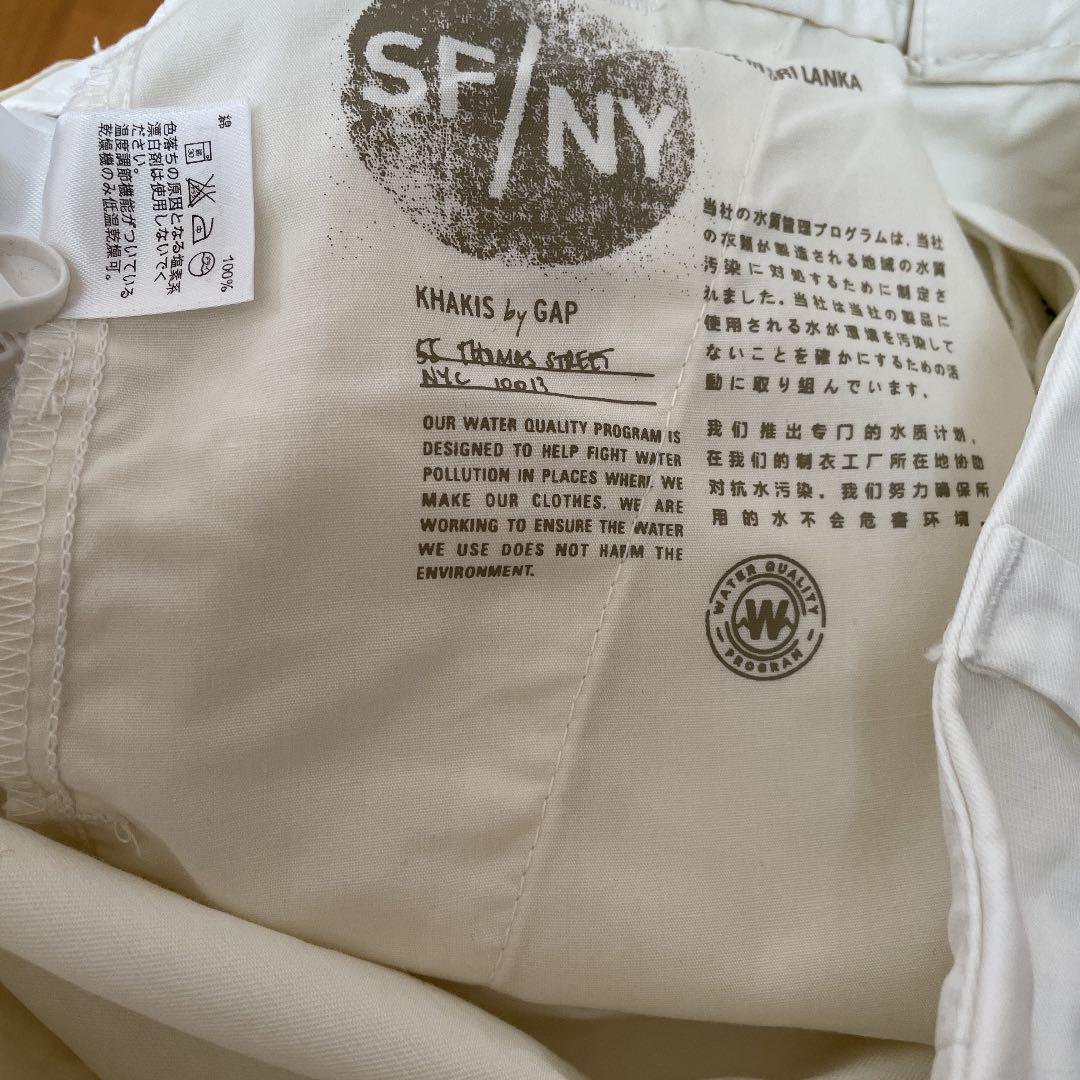 SF/NY
SRI LANKA
KHAKIS by GAP
55 THOMAS STREET
NYC 10013
OUR WATER QUALITY PROGRAM IS
DESIGNED TO HELP FIGHT WATER
POLLUTION IN PLACES WHERE WE
MAKE OUR CLOTHES. WE ARE
WORKING TO ENSURE THE WATER
WE USE DOES NOT HARM THE
ENVIRONMENT.
当社の水質管理プログラムは、当社
の衣類が製造される地域の水質
汚染に対処するために制定さ
れました。当社は当社の製品に
使用される水が環境を汚染して
ないことを確かにするための活
動に取り組んでいます。
我们推出专门的水质计划，
在我们的制衣工厂所在地协助
对抗水污染。我们努力确保所
用的水不会危害环境。
WATER QUALITY
W
PROGRAM
綿 100%
色落ちの原因となる塩素系
漂白剤は使用しないでく
ださい。
温度調節機能がついている
乾燥機のみ低温乾燥可。